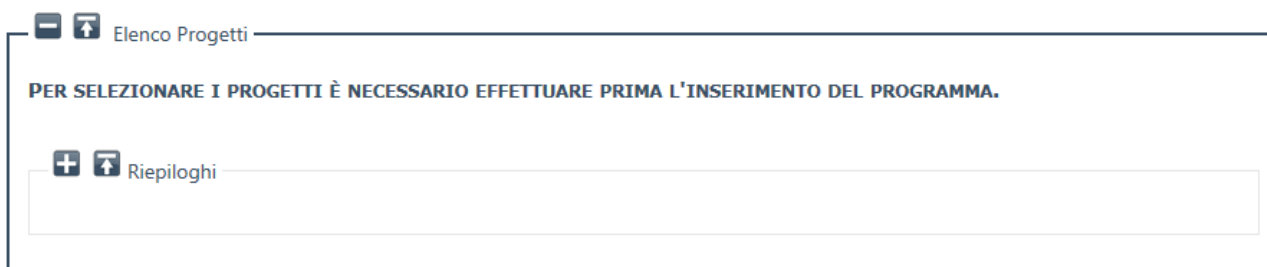 Elenco Progetti
PER SELEZIONARE I PROGETTI È NECESSARIO EFFETTUARE PRIMA L'INSERIMENTO DEL PROGRAMMA.
Riepiloghi